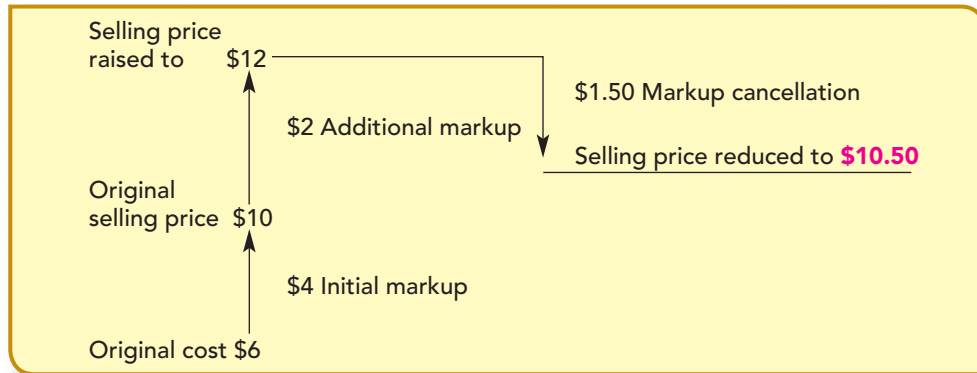 Selling price
raised to $12
$1.50 Markup cancellation
$2 Additional markup
Selling price reduced to $10.50
Original
selling price $10
$4 Initial markup
Original cost $6